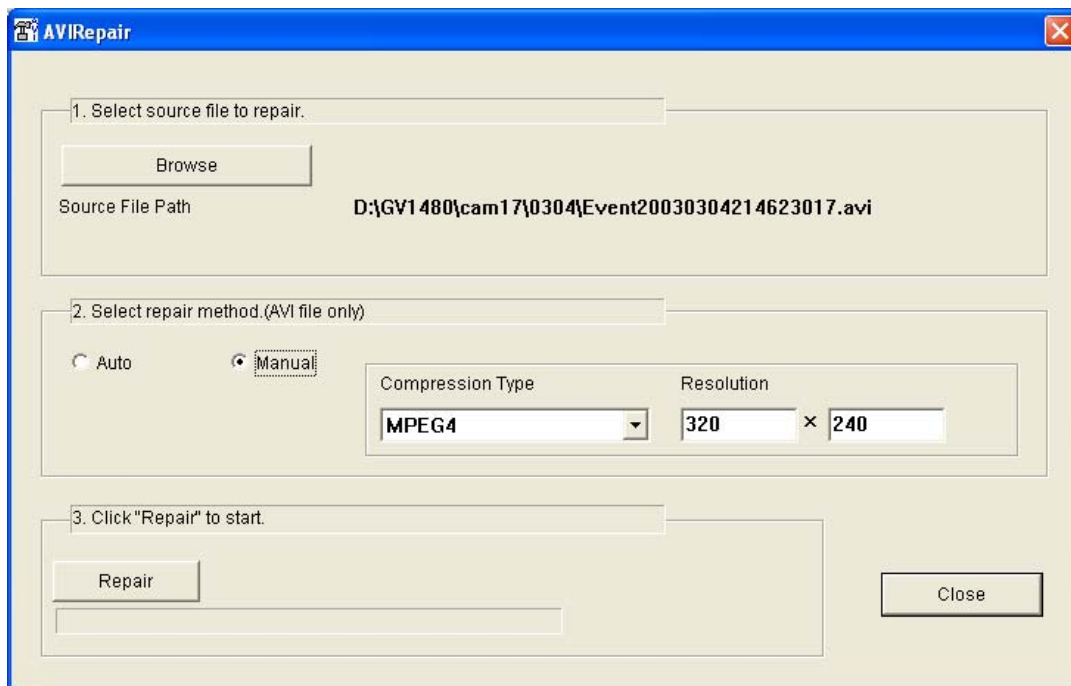 AVIRepair
1. Select source file to repair.
Browse
Source File Path D:\GV1480\cam17\0304\Event20030304214623017.avi
2. Select repair method.(AVI file only)
Auto Manual
Compression Type Resolution
MPEG4 320 × 240
3. Click "Repair" to start.
Repair
Close